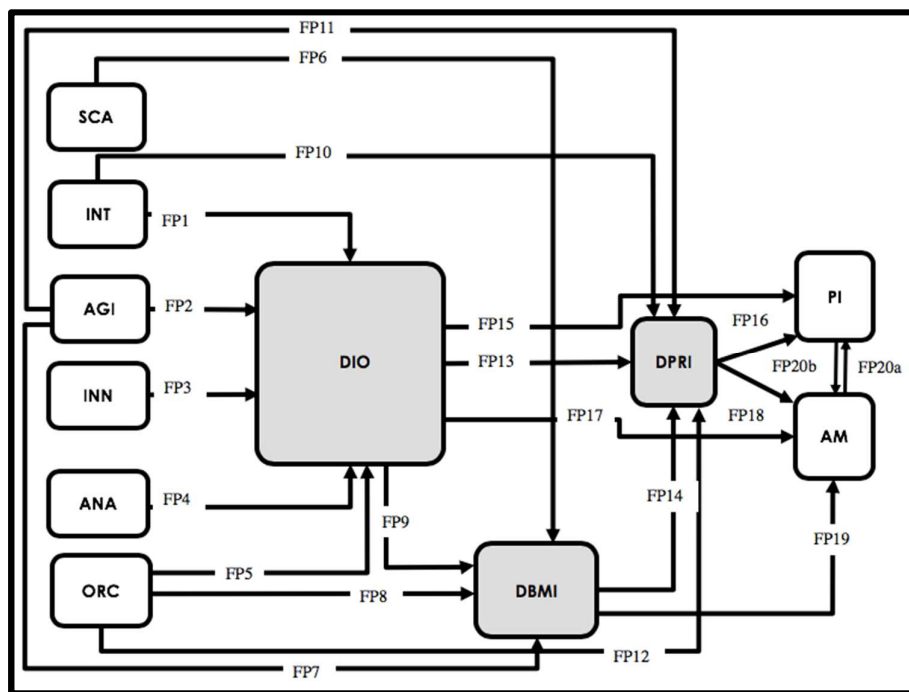 FP11
FP6
SCA
FP10
INT
FP1
AGI
FP2
PI
FP15
FP16
DIO
FP13
DPRI
FP20b
FP20a
INN
FP3
FP17
FP18
AM
ANA
FP4
FP9
FP14
FP19
ORC
FP5
FP8
DBMI
FP7
FP12